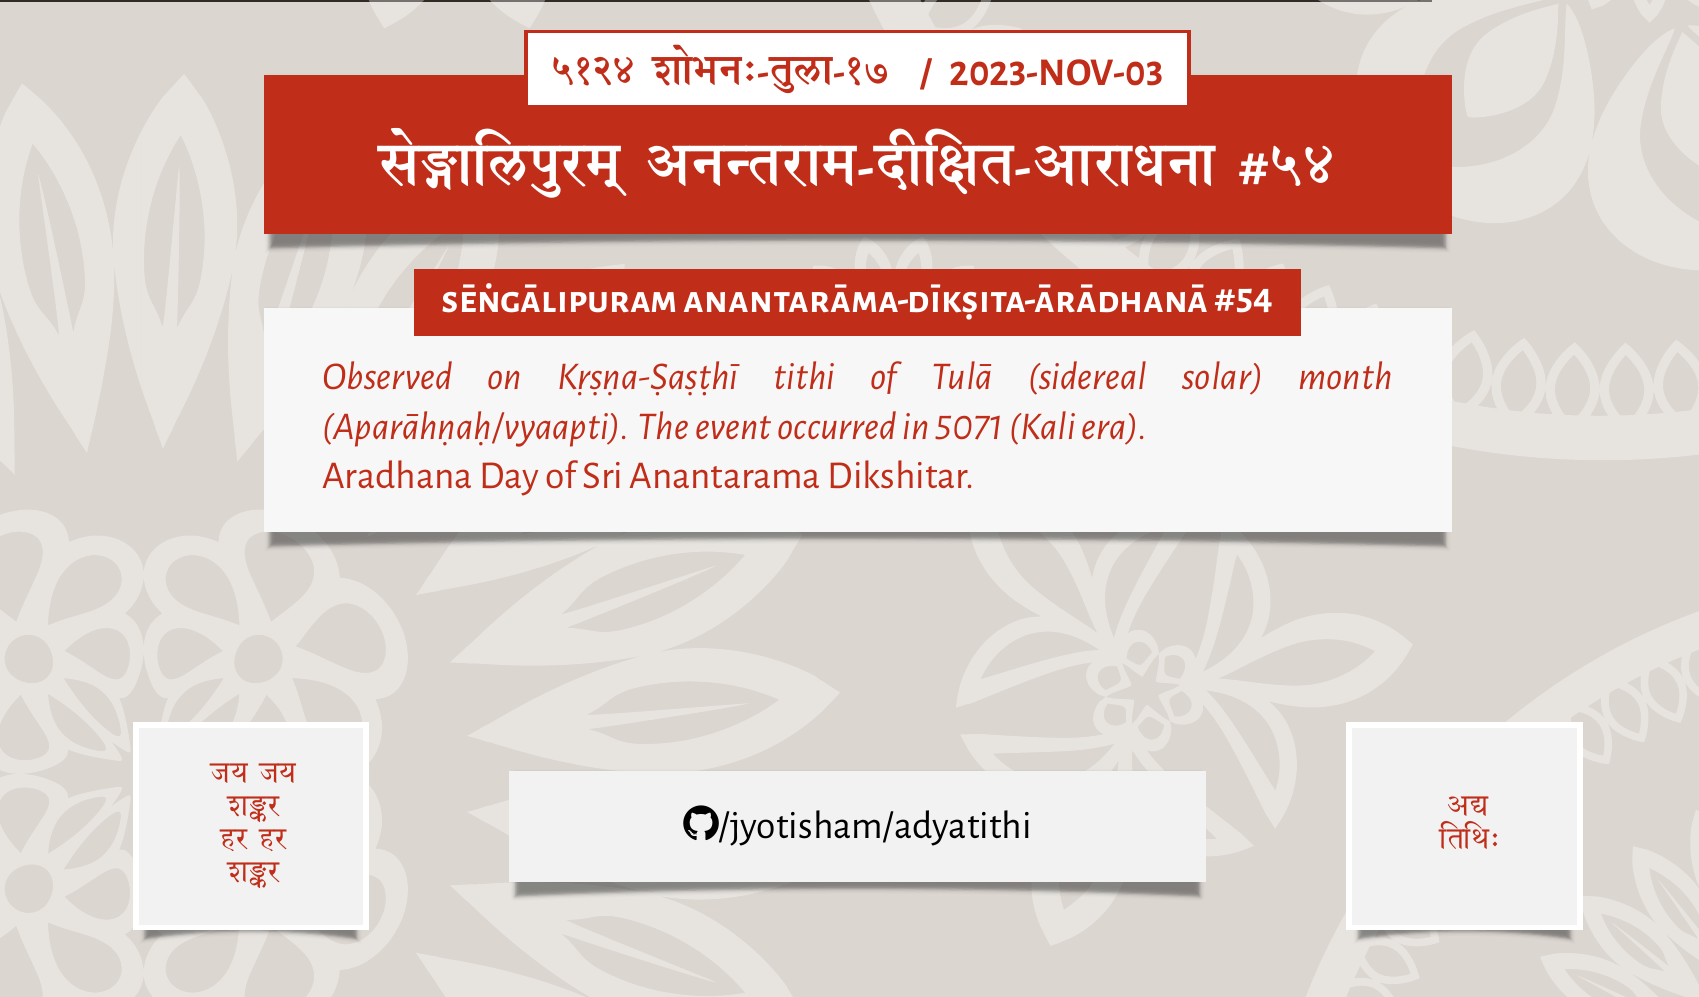 ५१२४ शोभनः-तुला-१७ / 2023-NOV-03
सेङ्गालिपुरम् अनन्तराम-दीक्षित-आराधना #५४
SĒṄGĀLIPURAM ANANTARĀMA-DĪKṢITA-ĀRĀDHANĀ #54
Observed on Kṛṣṇa-Ṣaṣṭhī tithi of Tulā (sidereal solar) month
(Aparāhṇaḥ/vyaapti). The event occurred in 5071 (Kali era).
Aradhana Day of Sri Anantarama Dikshitar.
जय जय
शङ्कर
हर हर
शङ्कर
/jyotisham/adyatithi
अद्य
तिथिः